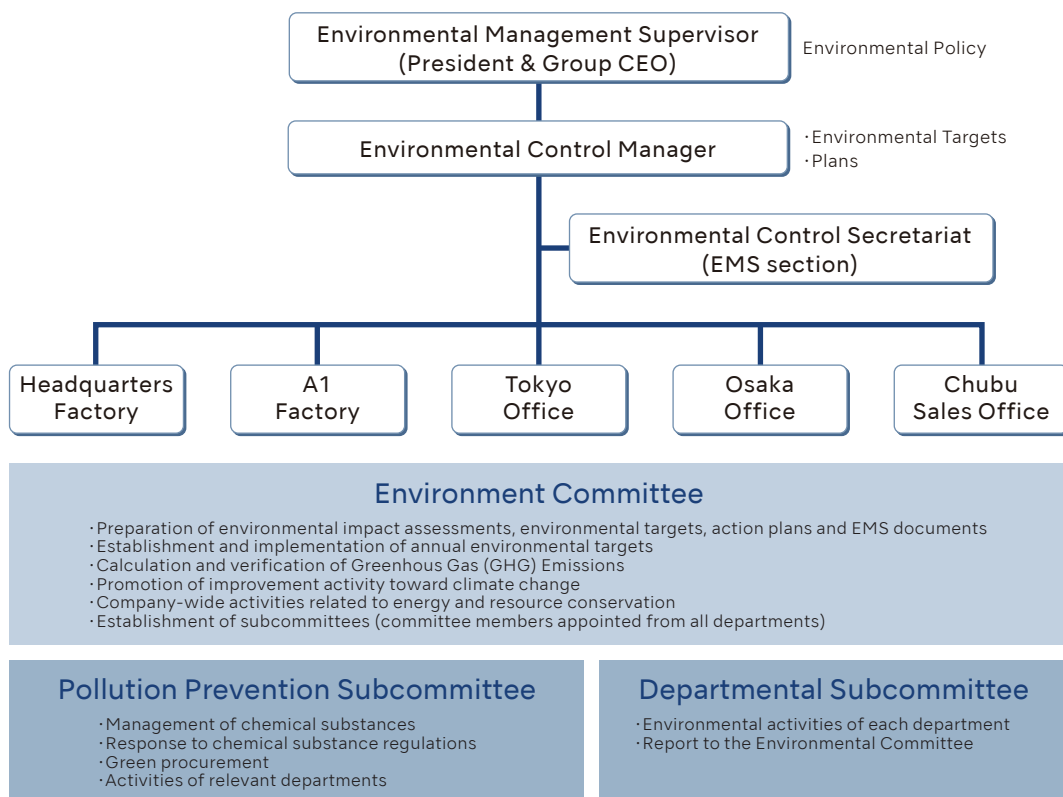 Environmental Management Supervisor
(President & Group CEO)
Environmental Policy
Environmental Control Manager
·Environmental Targets
·Plans
Environmental Control Secretariat
(EMS section)
Headquarters
Factory
A1
Factory
Tokyo
Office
Osaka
Office
Chubu
Sales Office
Environment Committee
·Preparation of environmental impact assessments, environmental targets, action plans and EMS documents
·Establishment and implementation of annual environmental targets
·Calculation and verification of Greenhous Gas (GHG) Emissions
·Promotion of improvement activity toward climate change
·Company-wide activities related to energy and resource conservation
·Establishment of subcommittees (committee members appointed from all departments)
Pollution Prevention Subcommittee
·Management of chemical substances
·Response to chemical substance regulations
·Green procurement
·Activities of relevant departments
Departmental Subcommittee
·Environmental activities of each department
·Report to the Environmental Committee